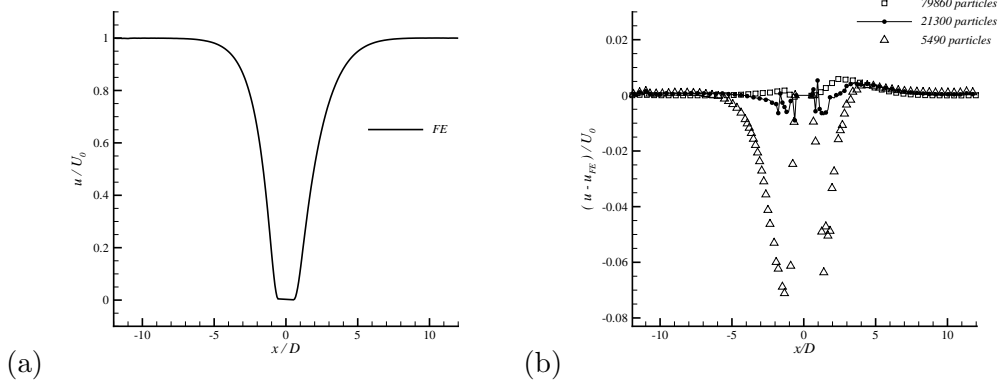 1
0.8
0.6
0.4
0.2
0
u / U0
-10 -5 0 5 10
x / D
FE
(a)
79860 particles
21300 particles
5490 particles
0.02
0
-0.02
-0.04
-0.06
-0.08
( u - uFE ) / U0
-10 -5 0 5 10
x/D
(b)